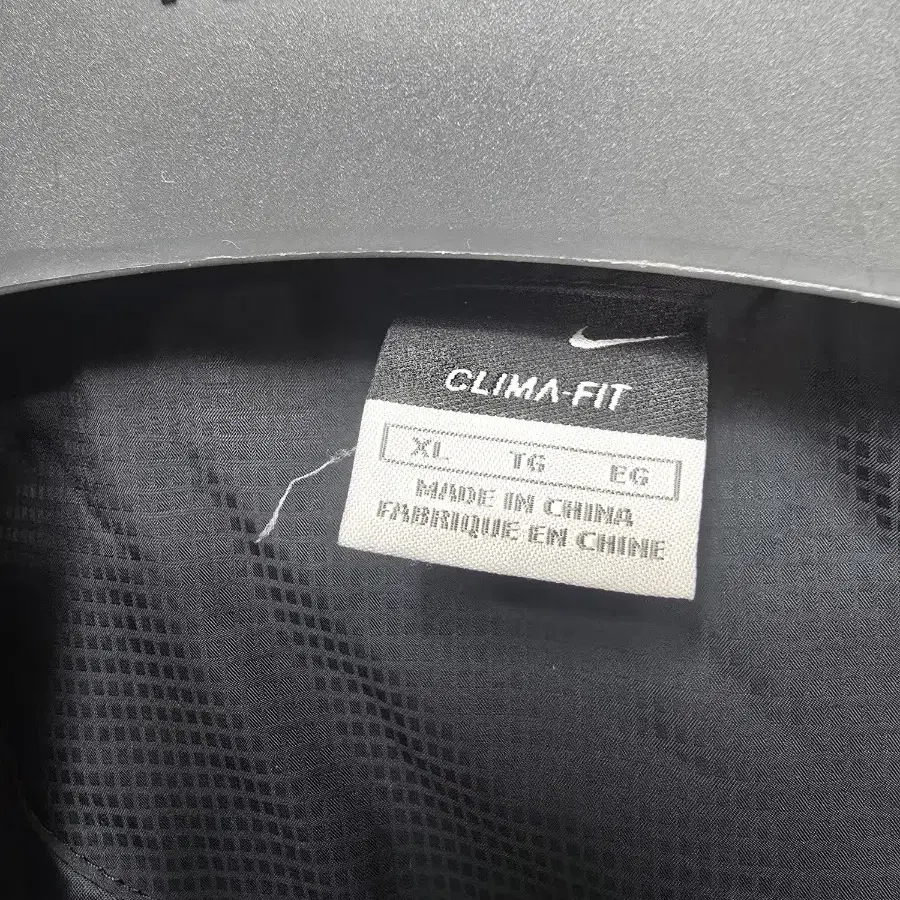 CLIMA-FIT
XL TG EG
MADE IN CHINA
FABRIQUE EN CHINE